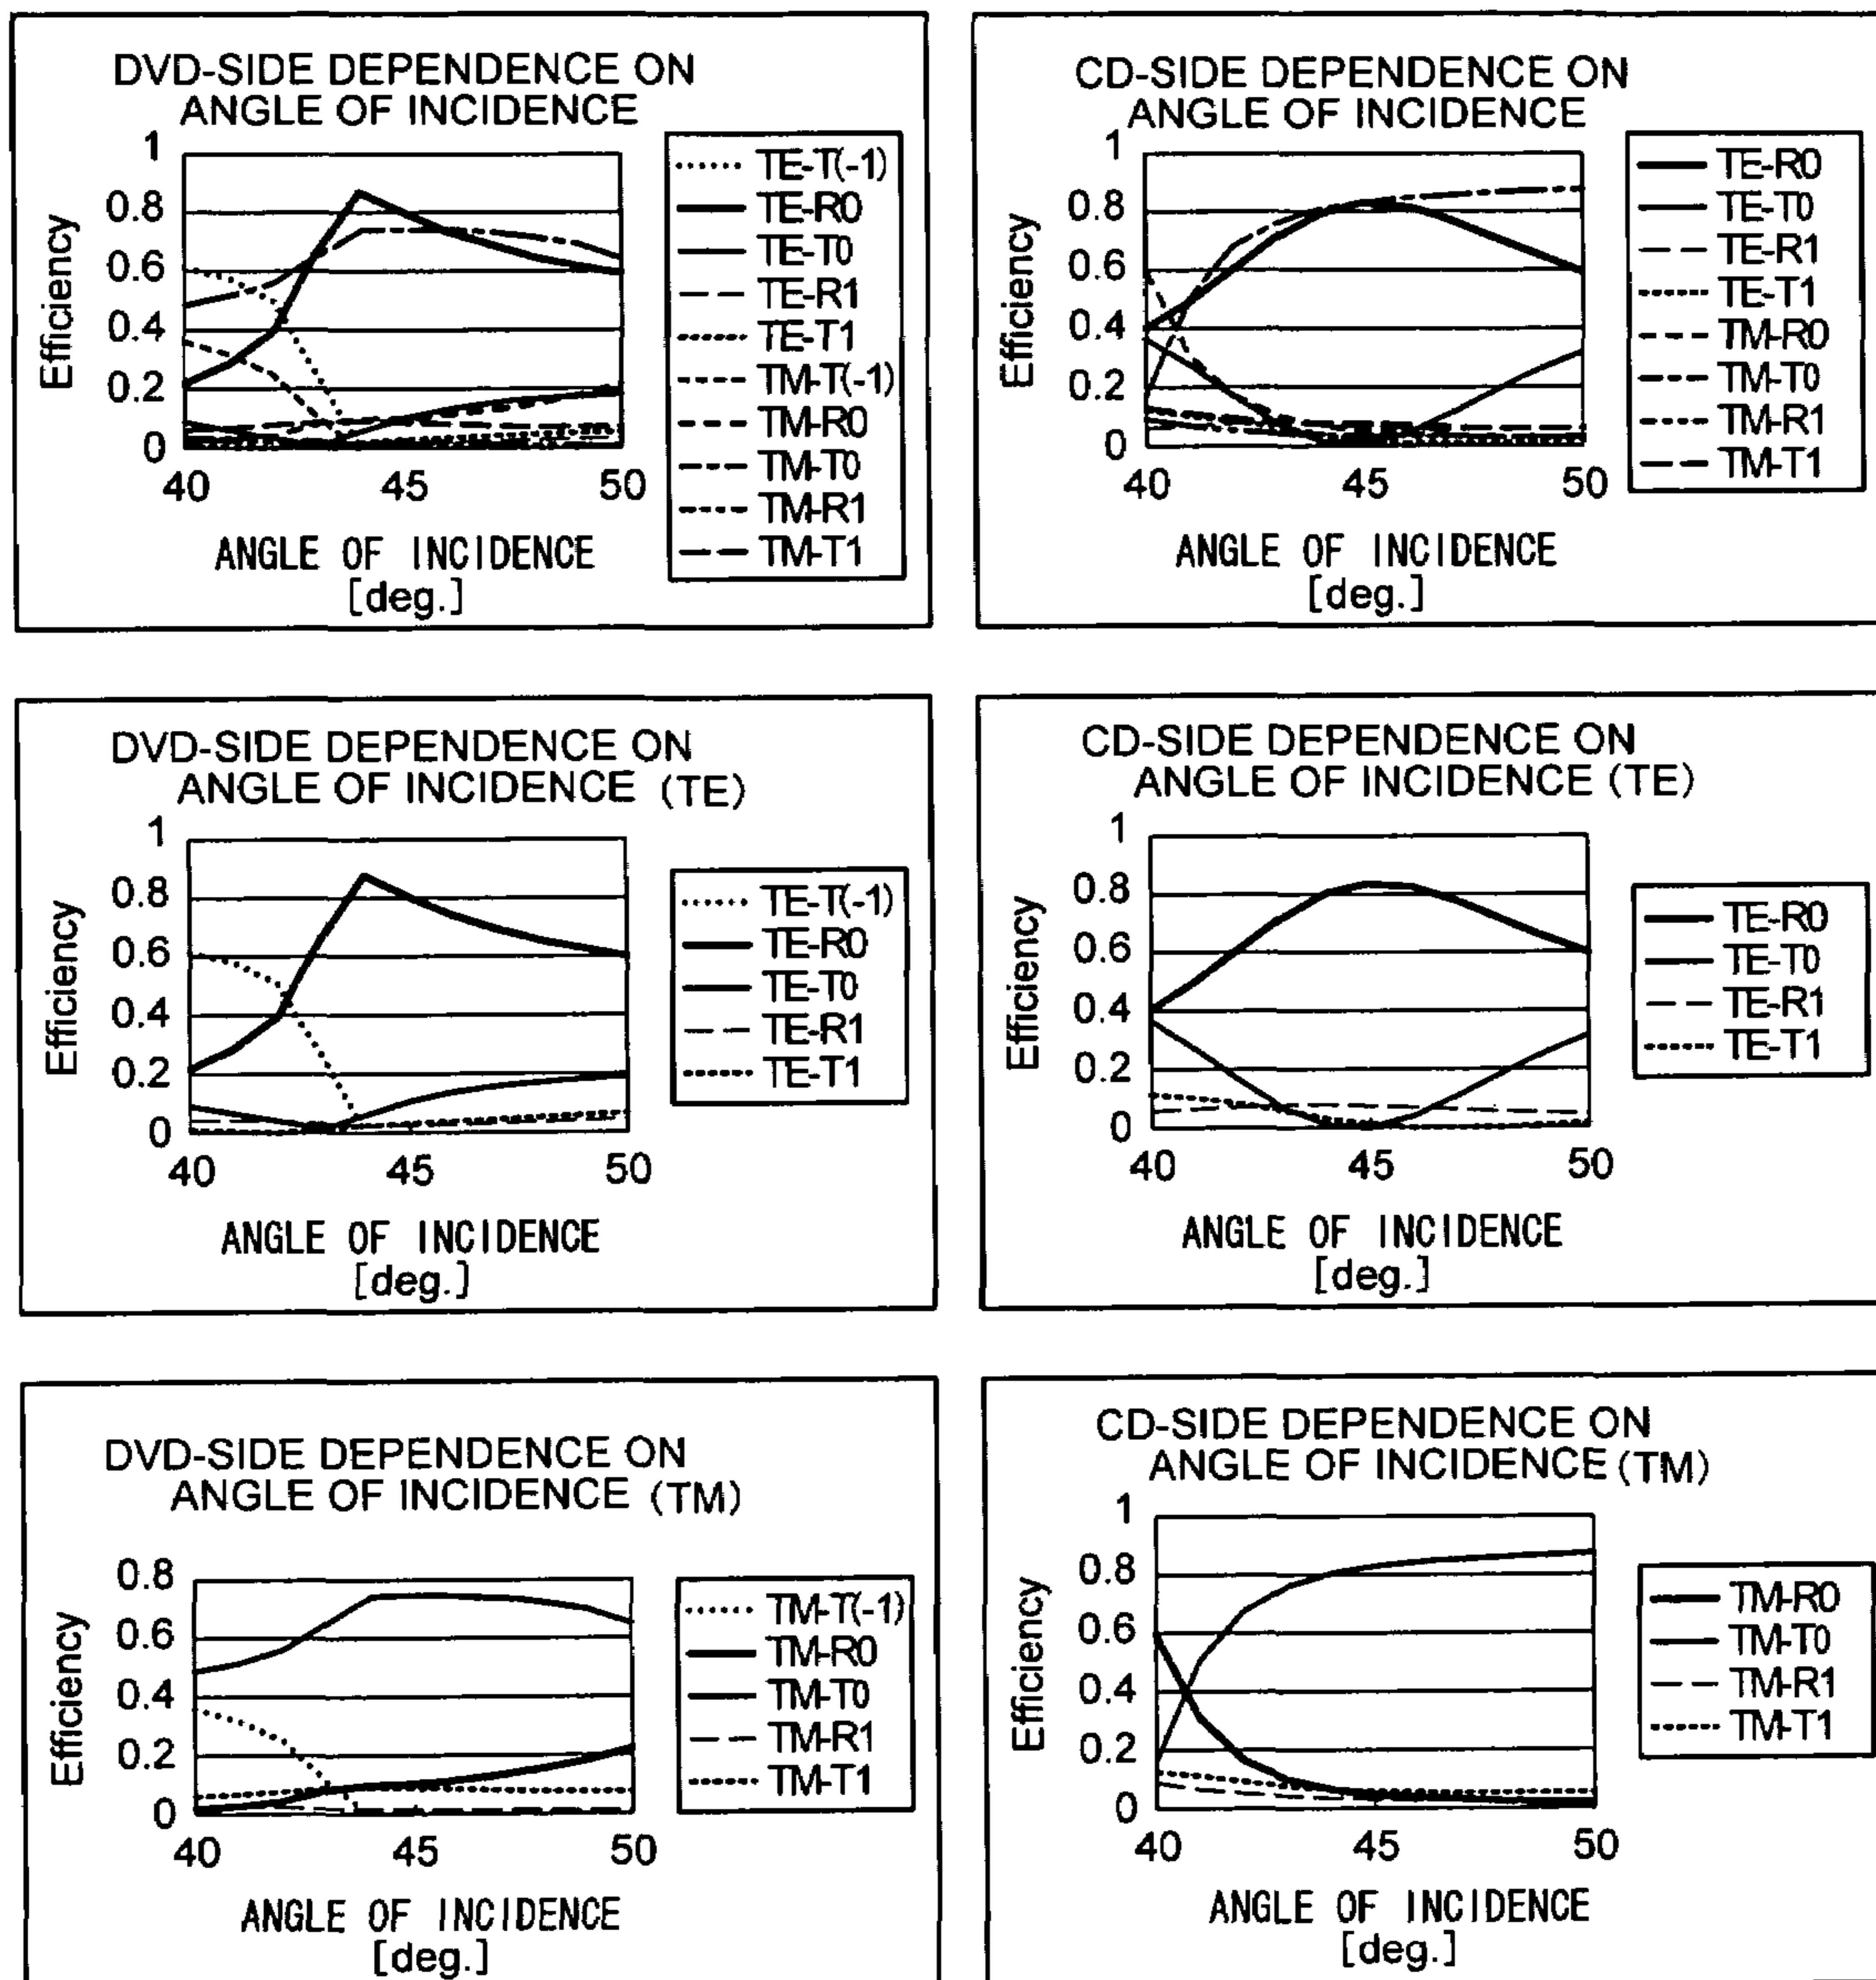 DVD-SIDE DEPENDENCE ON
ANGLE OF INCIDENCE
Efficiency
1
0.8
0.6
0.4
0.2
0
40
45
50
ANGLE OF INCIDENCE
[deg.]
TE-T(-1)
TE-R0
TE-T0
TE-R1
TE-T1
TM-T(-1)
TM-R0
TM-T0
TM-R1
TM-T1
CD-SIDE DEPENDENCE ON
ANGLE OF INCIDENCE
Efficiency
1
0.8
0.6
0.4
0.2
0
40
45
50
ANGLE OF INCIDENCE
[deg.]
TE-R0
TE-T0
TE-R1
TE-T1
TM-R0
TM-T0
TM-R1
TM-T1
DVD-SIDE DEPENDENCE ON
ANGLE OF INCIDENCE (TE)
Efficiency
1
0.8
0.6
0.4
0.2
0
40
45
50
ANGLE OF INCIDENCE
[deg.]
TE-T(-1)
TE-R0
TE-T0
TE-R1
TE-T1
CD-SIDE DEPENDENCE ON
ANGLE OF INCIDENCE (TE)
Efficiency
1
0.8
0.6
0.4
0.2
0
40
45
50
ANGLE OF INCIDENCE
[deg.]
TE-R0
TE-T0
TE-R1
TE-T1
DVD-SIDE DEPENDENCE ON
ANGLE OF INCIDENCE (TM)
Efficiency
0.8
0.6
0.4
0.2
0
40
45
50
ANGLE OF INCIDENCE
[deg.]
TM-T(-1)
TM-R0
TM-T0
TM-R1
TM-T1
CD-SIDE DEPENDENCE ON
ANGLE OF INCIDENCE (TM)
Efficiency
1
0.8
0.6
0.4
0.2
0
40
45
50
ANGLE OF INCIDENCE
[deg.]
TM-R0
TM-T0
TM-R1
TM-T1